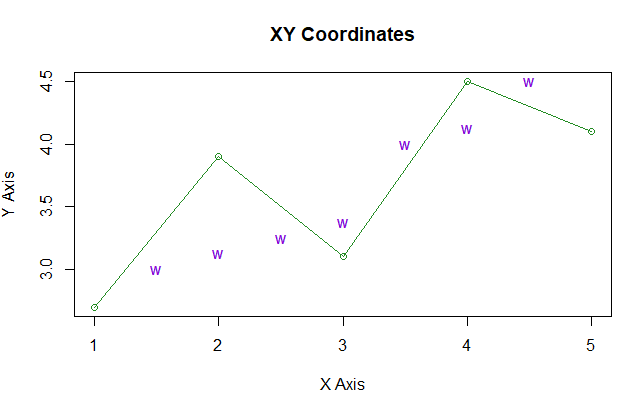 XY Coordinates
4.5
4.0
3.5
3.0
Y Axis
w
w
w
w
w
w
w
1 2 3 4 5
X Axis